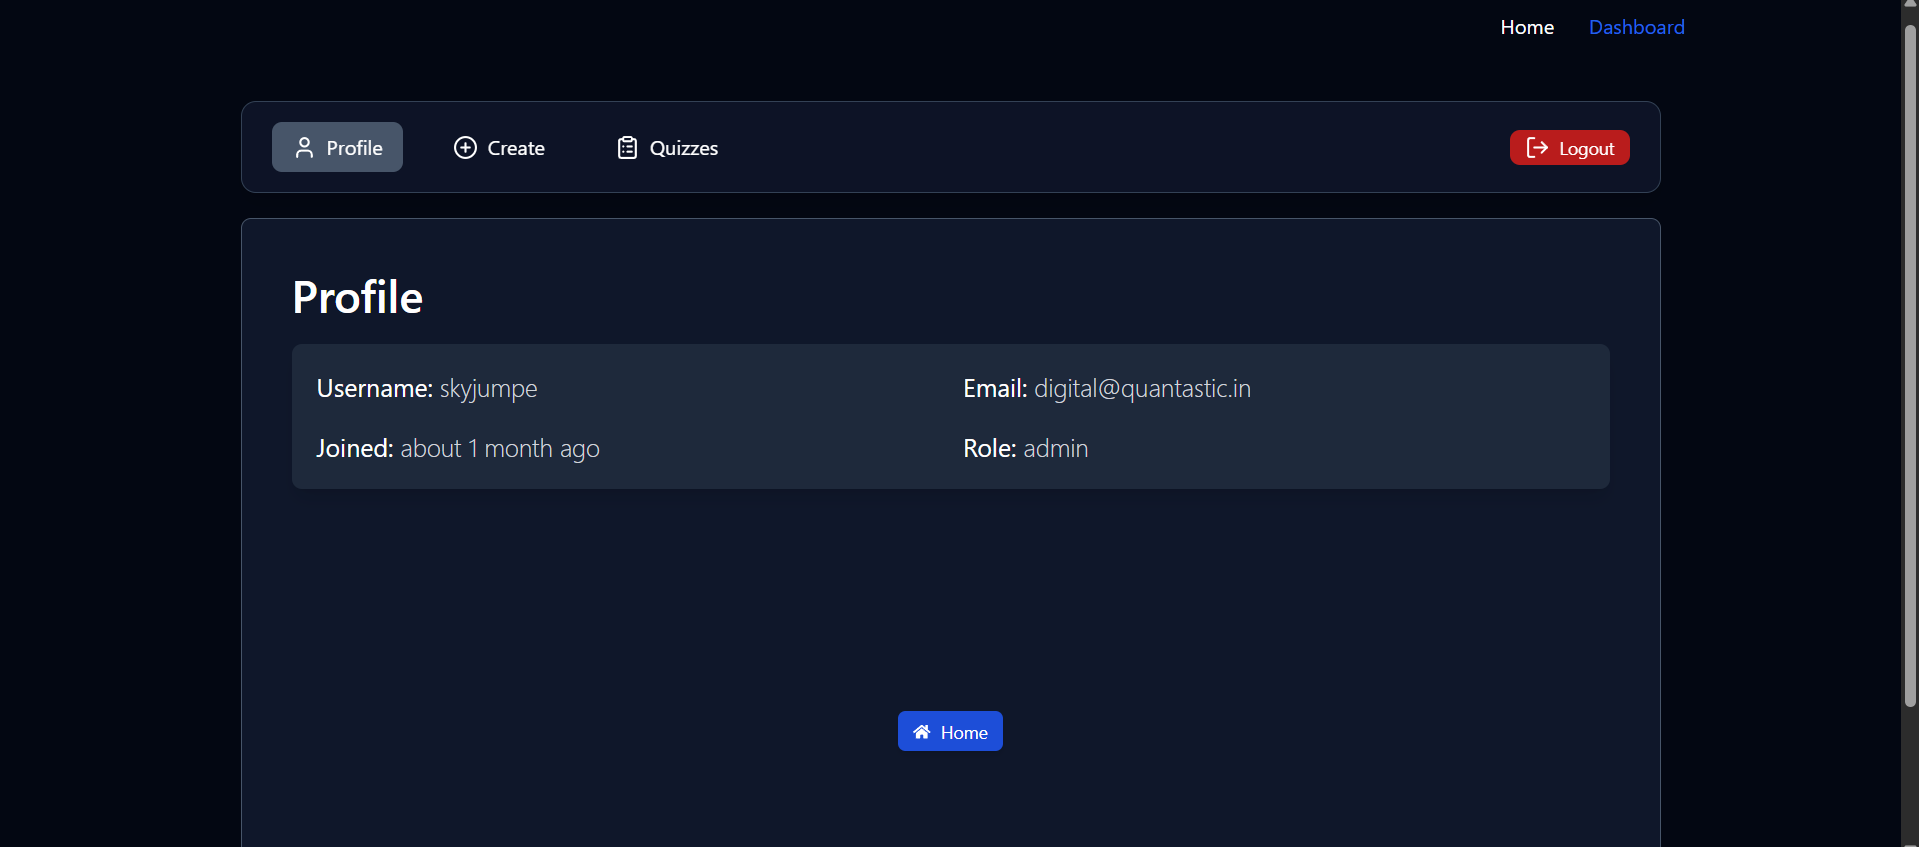 Home Dashboard
Profile Create Quizzes Logout
Profile
Username: skyjumpe Email: digital@quantastic.in
Joined: about 1 month ago Role: admin
Home